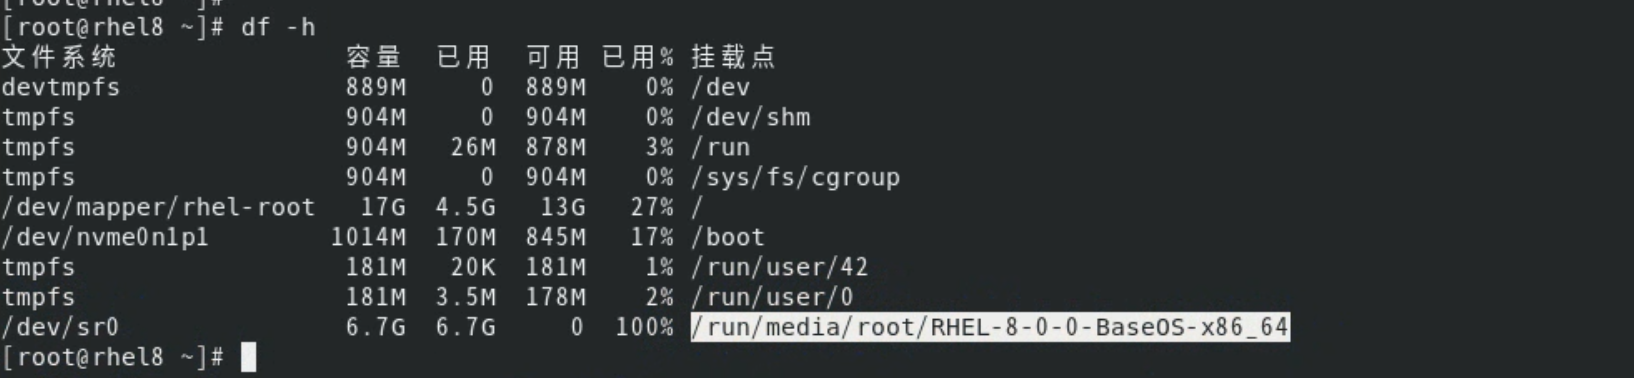 [root@rhel8 ~]#
[root@rhel8 ~]# df -h
文件系统 容量 已用 可用 已用% 挂载点
devtmpfs 889M 0 889M 0% /dev
tmpfs 904M 0 904M 0% /dev/shm
tmpfs 904M 26M 878M 3% /run
tmpfs 904M 0 904M 0% /sys/fs/cgroup
/dev/mapper/rhel-root 17G 4.5G 13G 27% /
/dev/nvme0n1p1 1014M 170M 845M 17% /boot
tmpfs 181M 20K 181M 1% /run/user/42
tmpfs 181M 3.5M 178M 2% /run/user/0
/dev/sr0 6.7G 6.7G 0 100% /run/media/root/RHEL-8-0-0-BaseOS-x86_64
[root@rhel8 ~]#